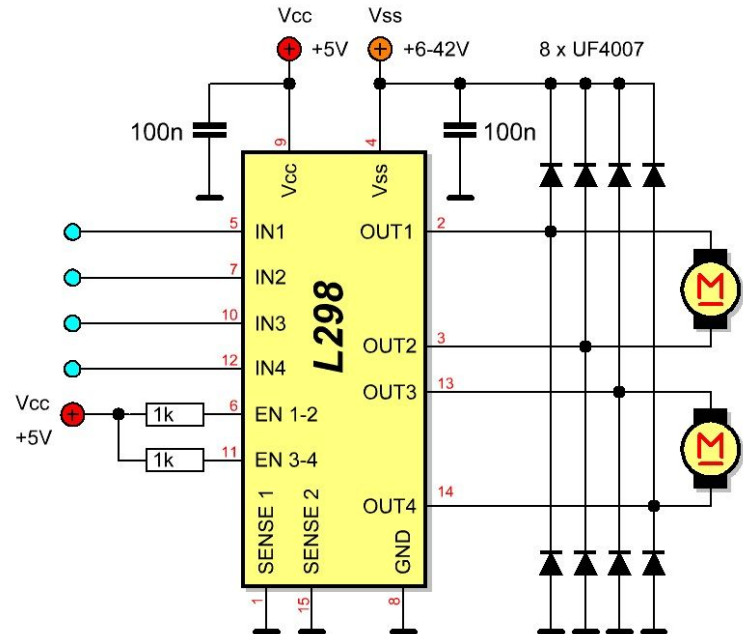 Vcc
Vss
+5V
+6-42V
8 x UF4007
100n
100n
9
4
Vcc
Vss
5
IN1
OUT1
2
7
IN2
10
IN3
L298
M
OUT2
3
12
IN4
OUT3
13
Vcc
+5V
1k
6
EN 1-2
1k
11
EN 3-4
M
OUT4
14
SENSE 1
SENSE 2
GND
1
15
8